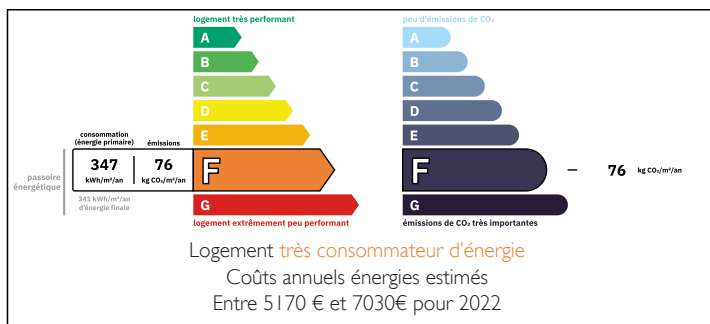 logement très performant
A
B
C
D
E
consommation
(énergie primaire)
émissions
347
kWh/m²/an
76
kg CO₂/m²/an
F
passoire
énergétique
341 kWh/m²/an
d'énergie finale
G
logement extrêmement peu performant
peu d'émissions de CO₂
A
B
C
D
E
F
76 kg CO₂/m²/an
G
émissions de CO₂ très importantes
Logement très consommateur d'énergie
Coûts annuels énergies estimés
Entre 5170 € et 7030€ pour 2022